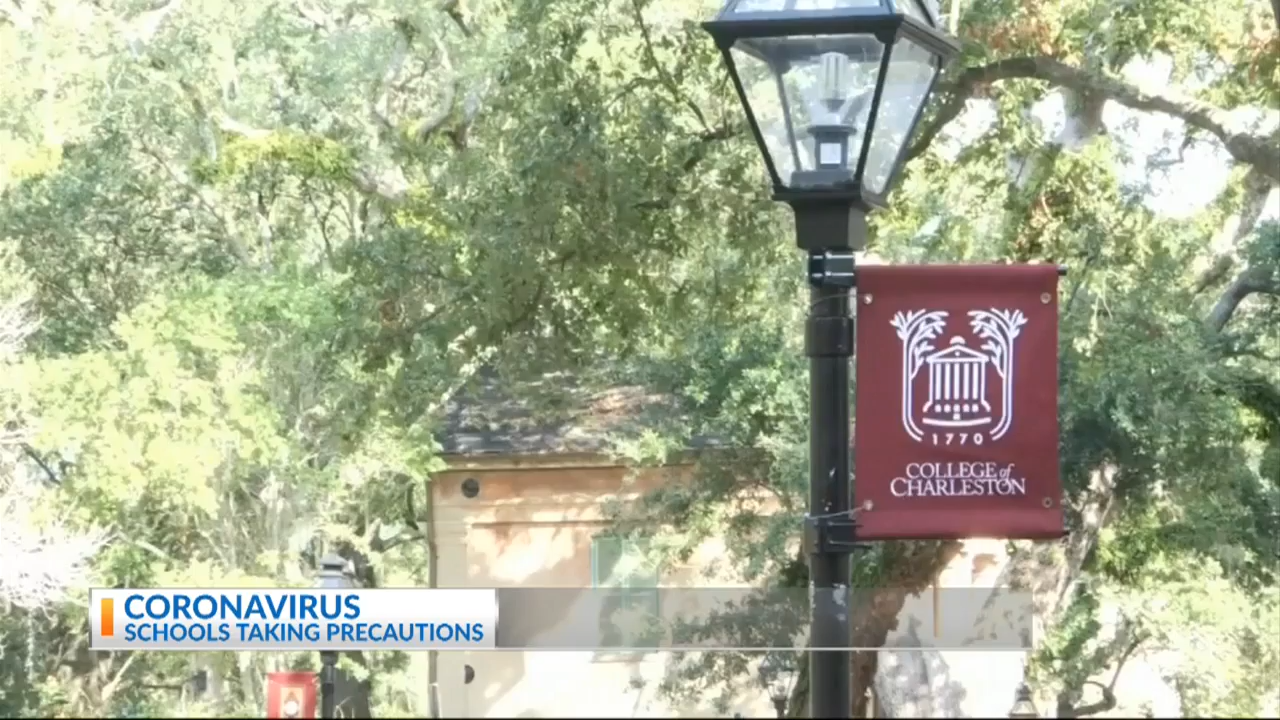 1770
COLLEGE of
CHARLESTON
CORONAVIRUS
SCHOOLS TAKING PRECAUTIONS